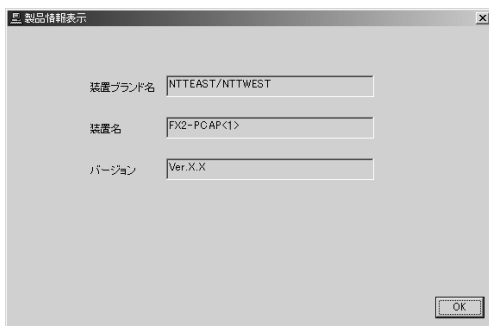 製品情報表示
装置ブランド名 NTTEAST/NTTWEST
装置名 FX2-PCAP<1>
バージョン Ver.X.X
OK